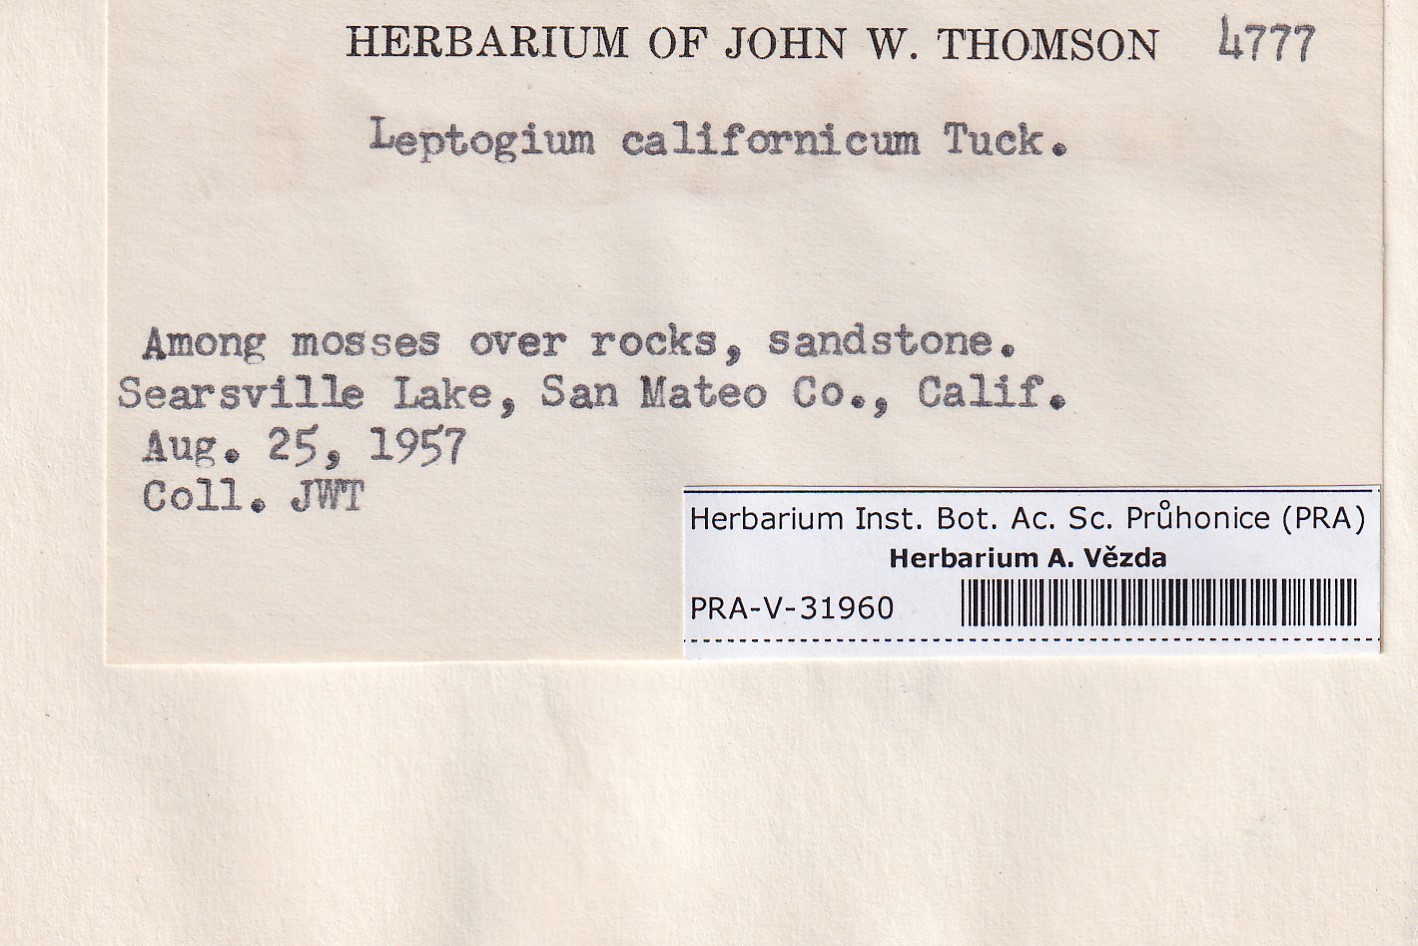 HERBARIUM OF JOHN W. THOMSON 4777
Leptogium californicum Tuck.
Among mosses over rocks, sandstone.
Searsville Lake, San Mateo Co., Calif.
Aug. 25, 1957
Coll. JWT
Herbarium Inst. Bot. Ac. Sc. Průhonice (PRA)
Herbarium A. Vězda
PRA-V-31960